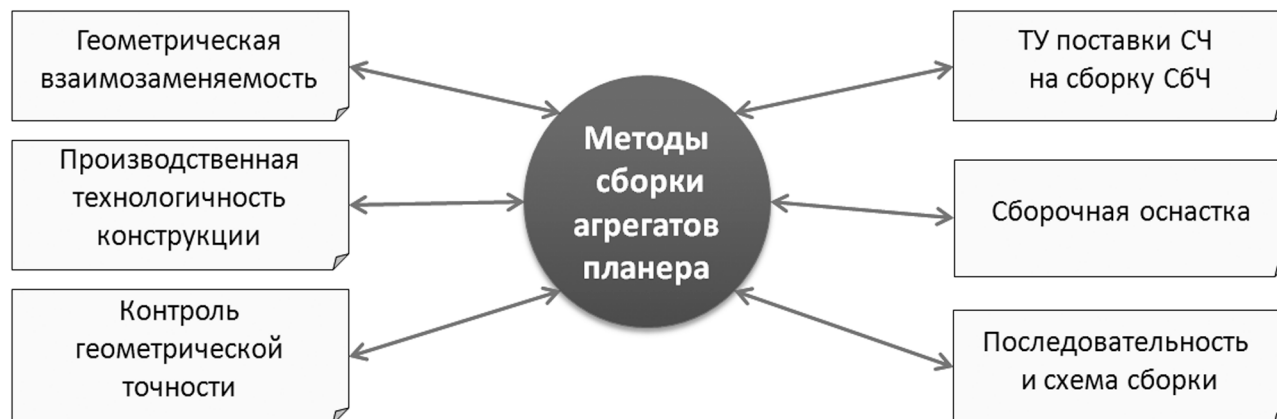 Геометрическая
взаимозаменяемость
Производственная
технологичность
конструкции
Контроль
геометрической
точности
Методы
сборки
агрегатов
планера
ТУ поставки СЧ
на сборку СбЧ
Сборочная оснастка
Последовательность
и схема сборки